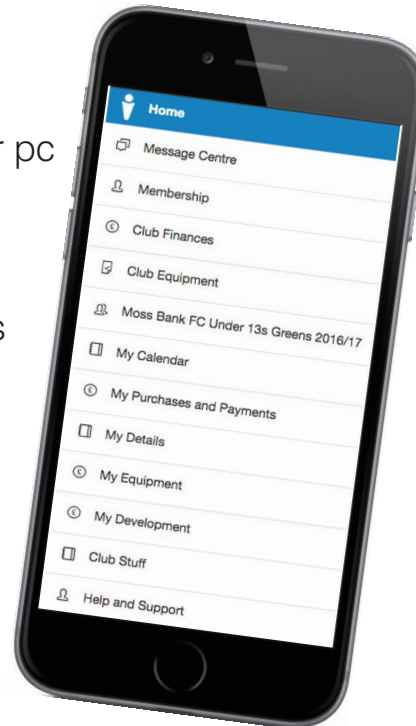 r pc
s
Home
Message Centre
Membership
Club Finances
Club Equipment
Moss Bank FC Under 13s Greens 2016/17
My Calendar
My Purchases and Payments
My Details
My Equipment
My Development
Club Stuff
Help and Support